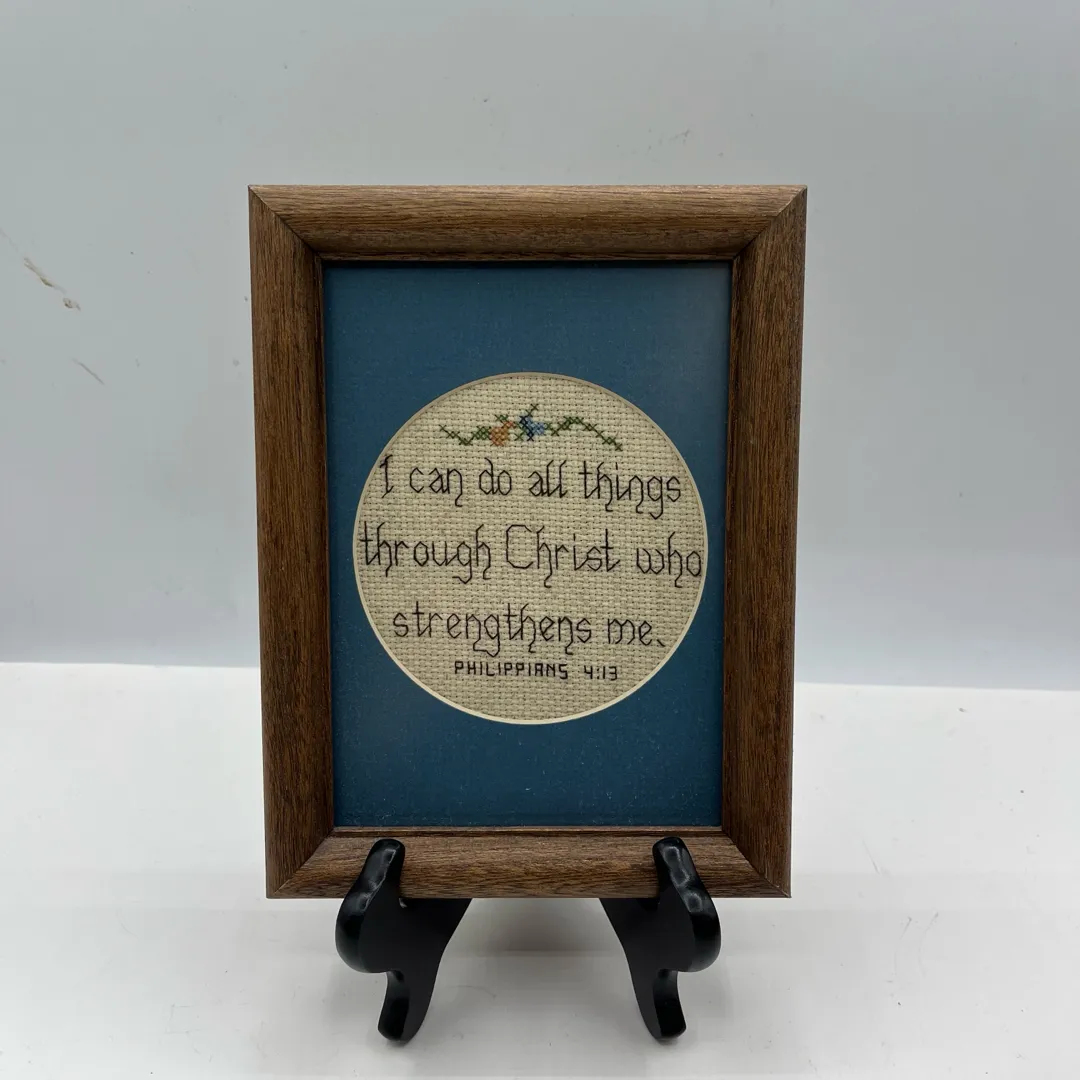 I can do all things
through Christ who
strengthens me.
PHILIPPIANS 4:13